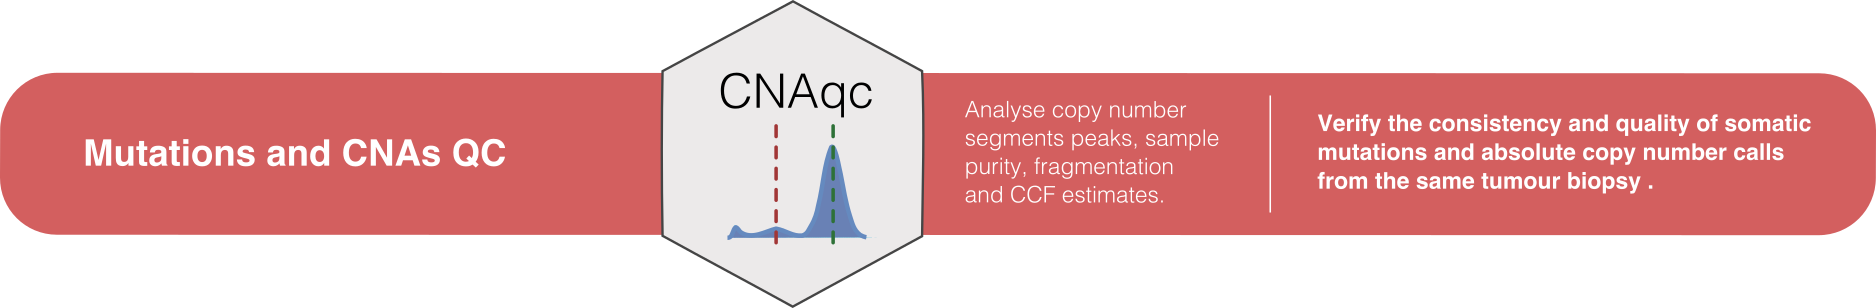 Mutations and CNAs QC
CNAqc
Analyse copy number
segments peaks, sample
purity, fragmentation
and CCF estimates.
Verify the consistency and quality of somatic
mutations and absolute copy number calls
from the same tumour biopsy .